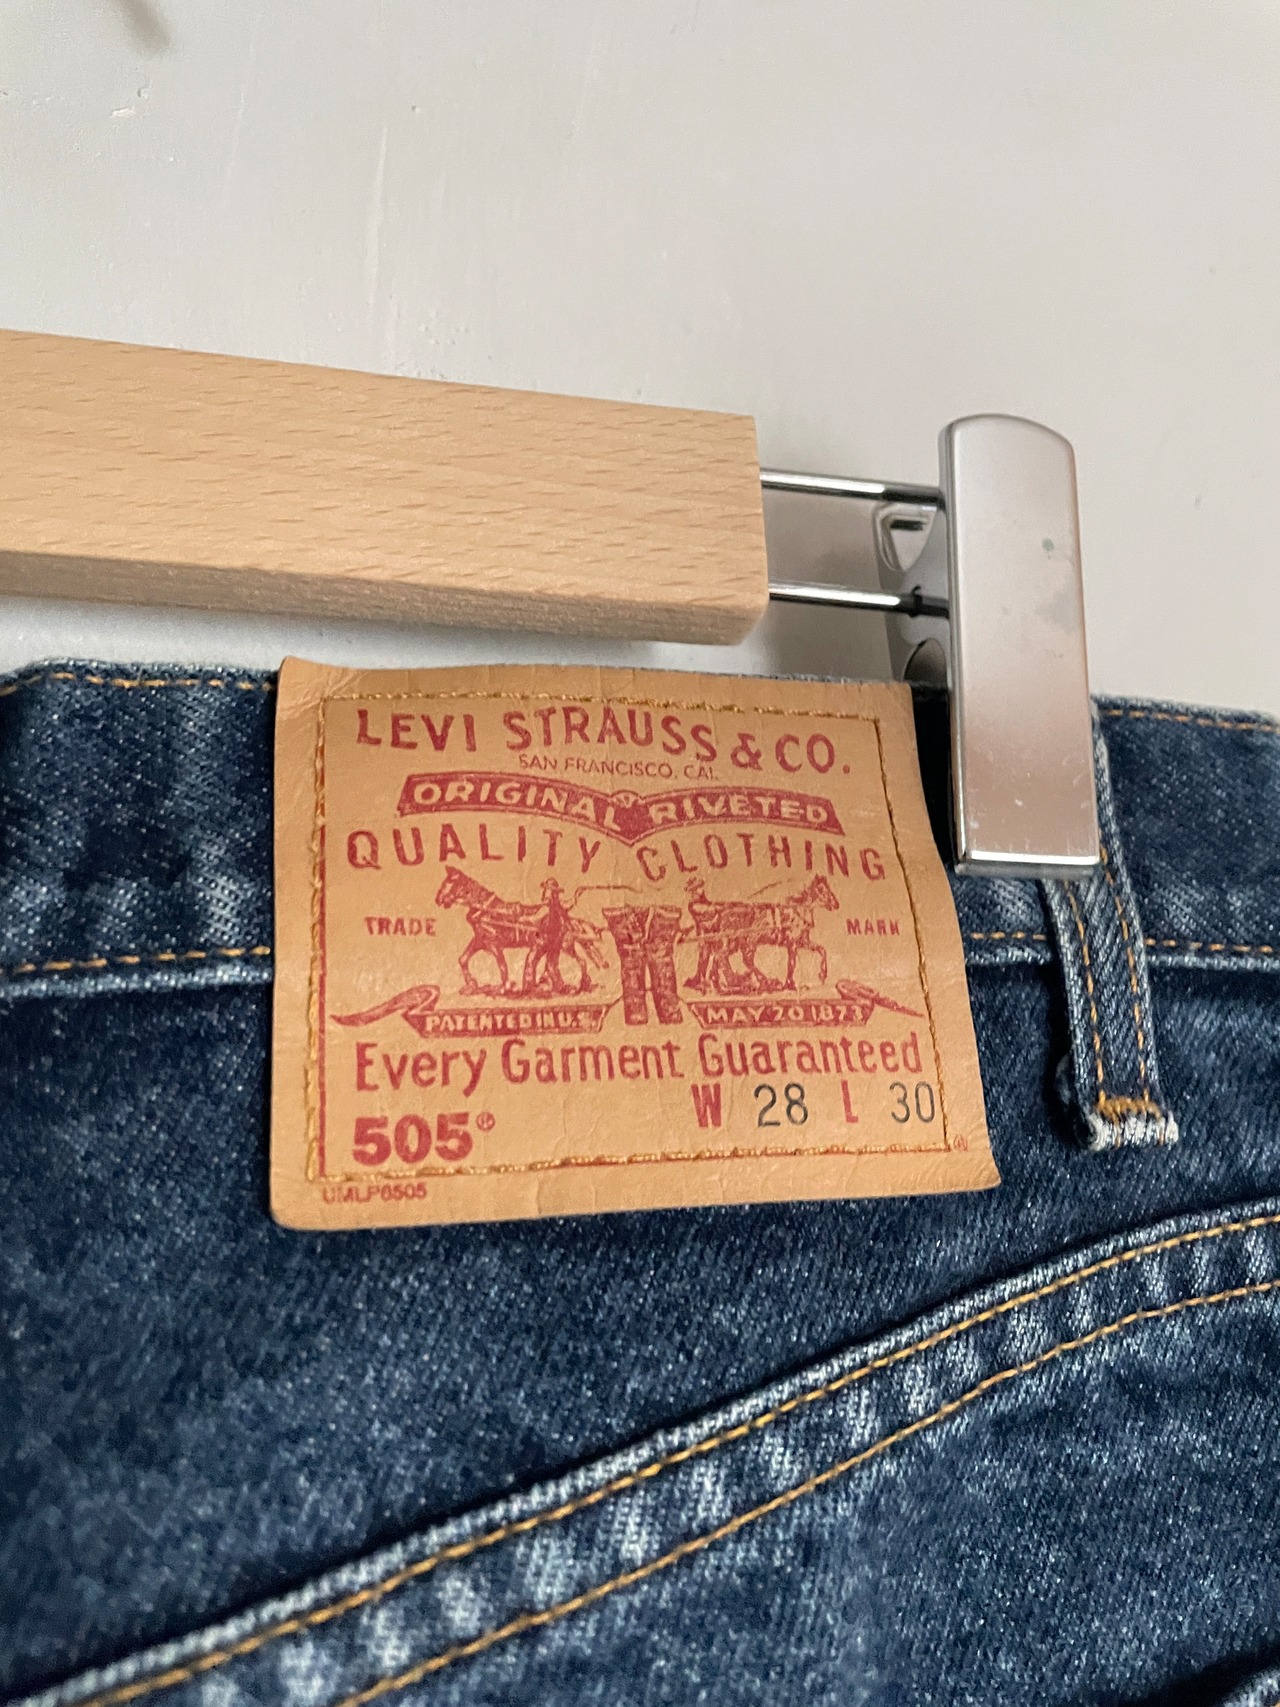 LEVI STRAUSS & CO.
SAN FRANCISCO, CAL.
ORIGINAL RIVETED
QUALITY CLOTHING
TRADE MARK
PATENTED IN U.S. MAY 20 1873
Every Garment Guaranteed
W 28 L 30
505®
®
UMLP6505